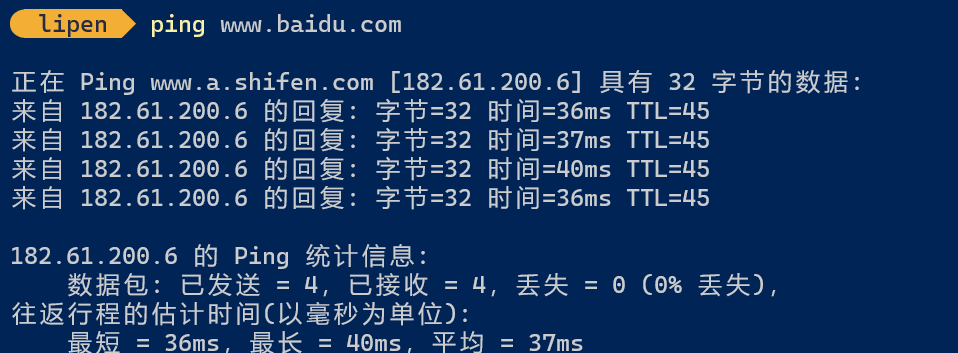 lipen ping www.baidu.com
正在 Ping www.a.shifen.com [182.61.200.6] 具有 32 字节的数据:
来自 182.61.200.6 的回复: 字节=32 时间=36ms TTL=45
来自 182.61.200.6 的回复: 字节=32 时间=37ms TTL=45
来自 182.61.200.6 的回复: 字节=32 时间=40ms TTL=45
来自 182.61.200.6 的回复: 字节=32 时间=36ms TTL=45
182.61.200.6 的 Ping 统计信息:
数据包: 已发送 = 4, 已接收 = 4, 丢失 = 0 (0% 丢失),
往返行程的估计时间(以毫秒为单位):
最短 = 36ms, 最长 = 40ms, 平均 = 37ms